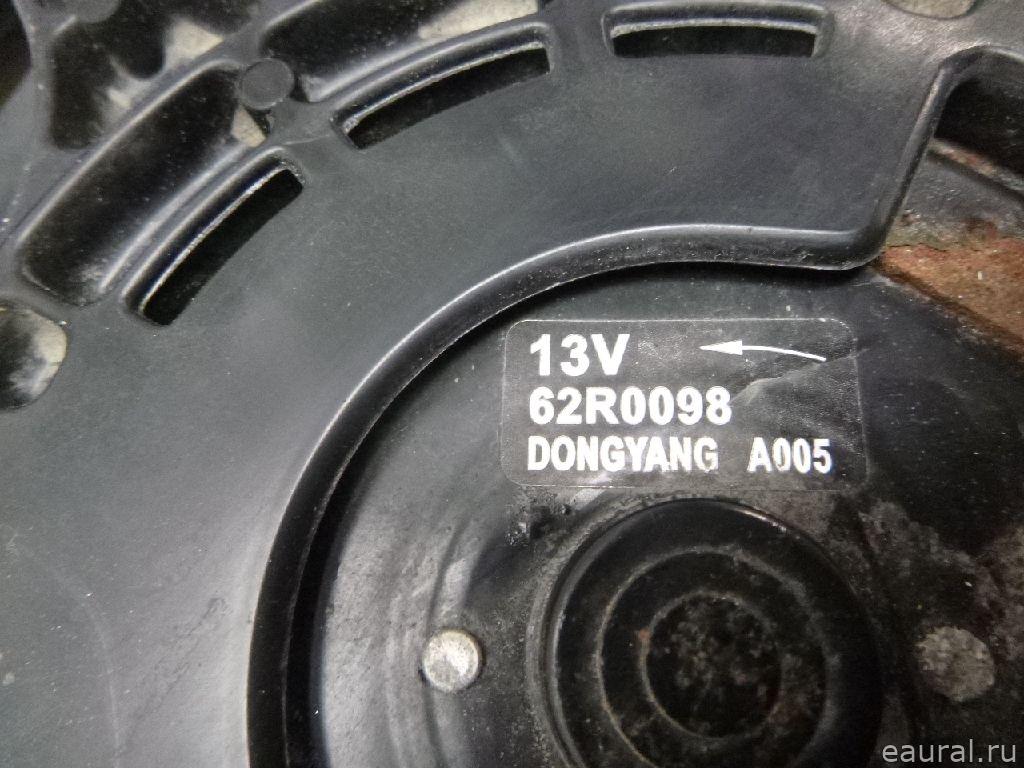 13V
62R0098
DONGYANG A005
eaural.ru